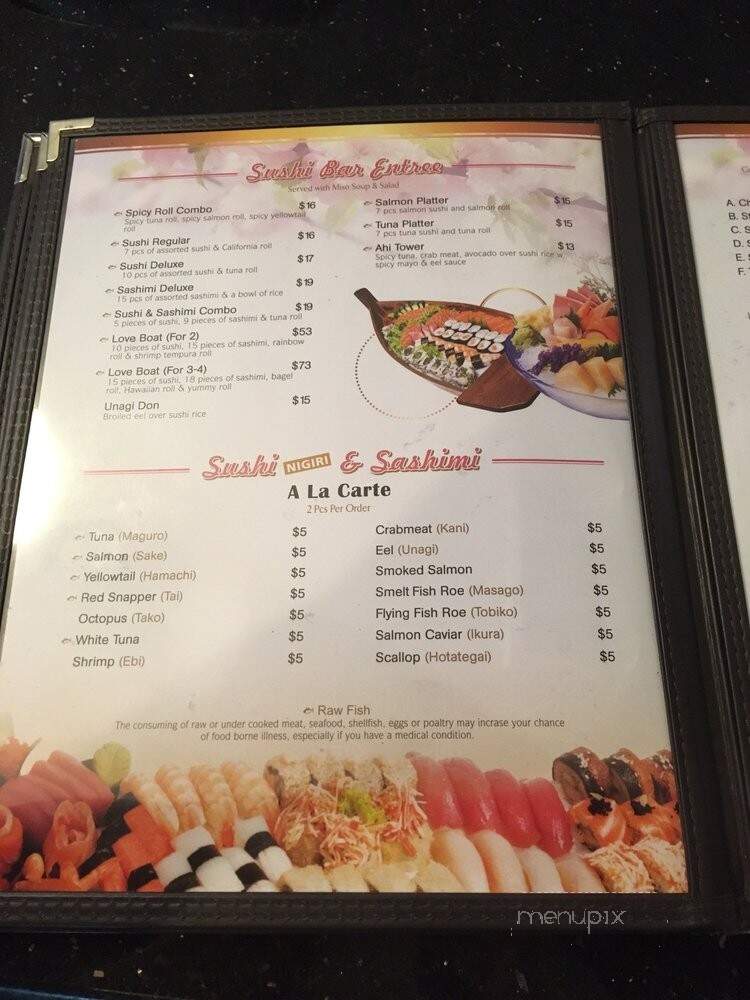 Sushi Bar Entree
Served with Miso Soup & Salad
Spicy Roll Combo $16
Spicy tuna roll, spicy salmon roll, spicy yellowtail
roll
Sushi Regular $16
7 pcs of assorted sushi & California roll
Sushi Deluxe $17
10 pcs of assorted sushi & tuna roll
Sashimi Deluxe $19
15 pcs of assorted sashimi & a bowl of rice
Sushi & Sashimi Combo $19
5 pieces of sushi, 9 pieces of sashimi & tuna roll
Love Boat (For 2) $53
10 pieces of sushi, 15 pieces of sashimi, rainbow
roll & shrimp tempura roll
Love Boat (For 3-4) $73
15 pieces of sushi, 18 pieces of sashimi, bagel
roll, Hawaiian roll & yummy roll
Unagi Don $15
Broiled eel over sushi rice
Salmon Platter $15
7 pcs salmon sushi and salmon roll
Tuna Platter $15
7 pcs tuna sushi and tuna roll
Ahi Tower $13
Spicy tuna, crab meat, avocado over sushi rice w
spicy mayo & eel sauce
Sushi NIGIRI & Sashimi
A La Carte
2 Pcs Per Order
Tuna (Maguro) $5
Salmon (Sake) $5
Yellowtail (Hamachi) $5
Red Snapper (Tai) $5
Octopus (Tako) $5
White Tuna $5
Shrimp (Ebi) $5
Crabmeat (Kani) $5
Eel (Unagi) $5
Smoked Salmon $5
Smelt Fish Roe (Masago) $5
Flying Fish Roe (Tobiko) $5
Salmon Caviar (Ikura) $5
Scallop (Hotategai) $5
Raw Fish
The consuming of raw or under cooked meat, seafood, shellfish, eggs or poaltry may incrase your chance
of food borne illness, especially if you have a medical condition.
A.
B.
C.
D.
E.
F.
menupix